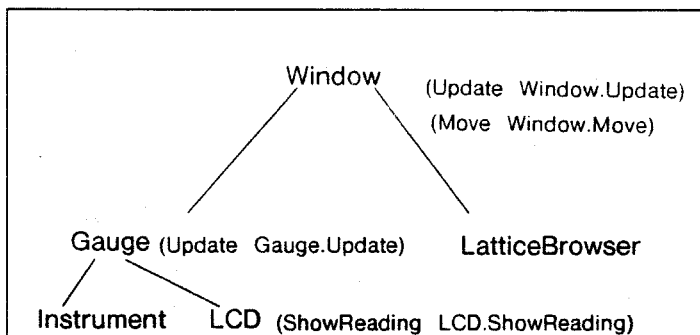 Window (Update Window.Update)
(Move Window.Move)
Gauge (Update Gauge.Update) LatticeBrowser
Instrument LCD (ShowReading LCD.ShowReading)